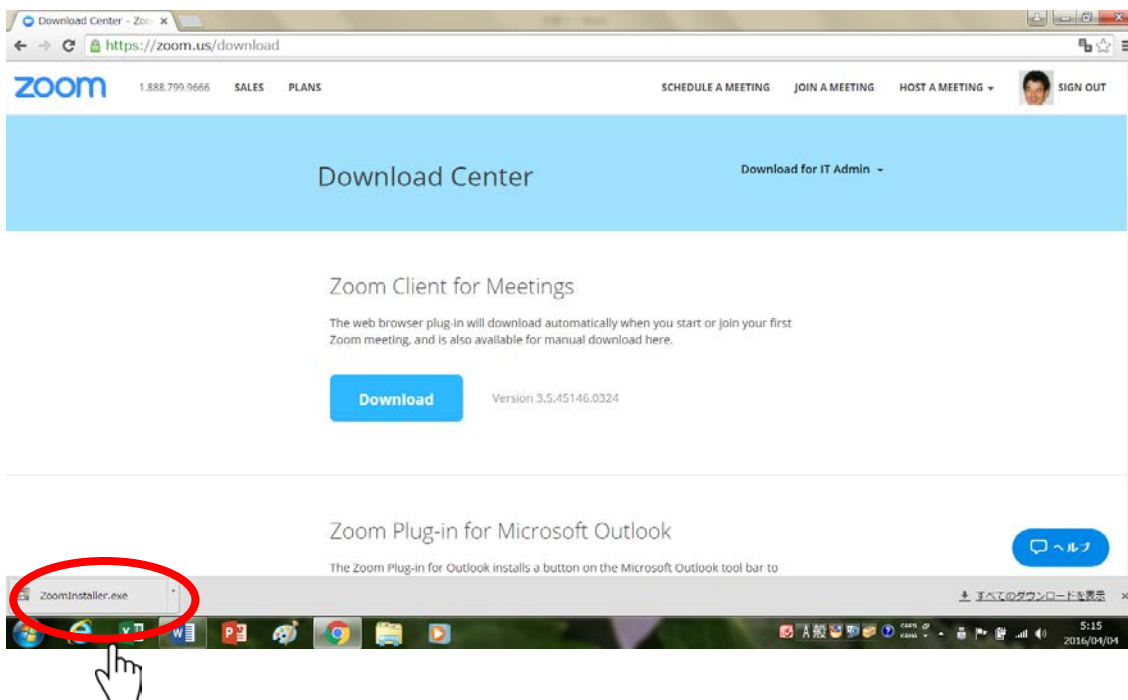 Download Center - Zoo
https://zoom.us/download
zoom 1.888.799.9666 SALES PLANS SCHEDULE A MEETING JOIN A MEETING HOST A MEETING SIGN OUT
Download Center
Download for IT Admin
Zoom Client for Meetings
The web browser plug-in will download automatically when you start or join your first
Zoom meeting, and is also available for manual download here.
Download Version 3.5.45146.0324
Zoom Plug-in for Microsoft Outlook
ヘルプ
The Zoom Plug-in for Outlook installs a button on the Microsoft Outlook tool bar to
ZoomInstaller.exe すべてのダウンロードを表示
A 般 CAPS
KANA
5:15
2016/04/04